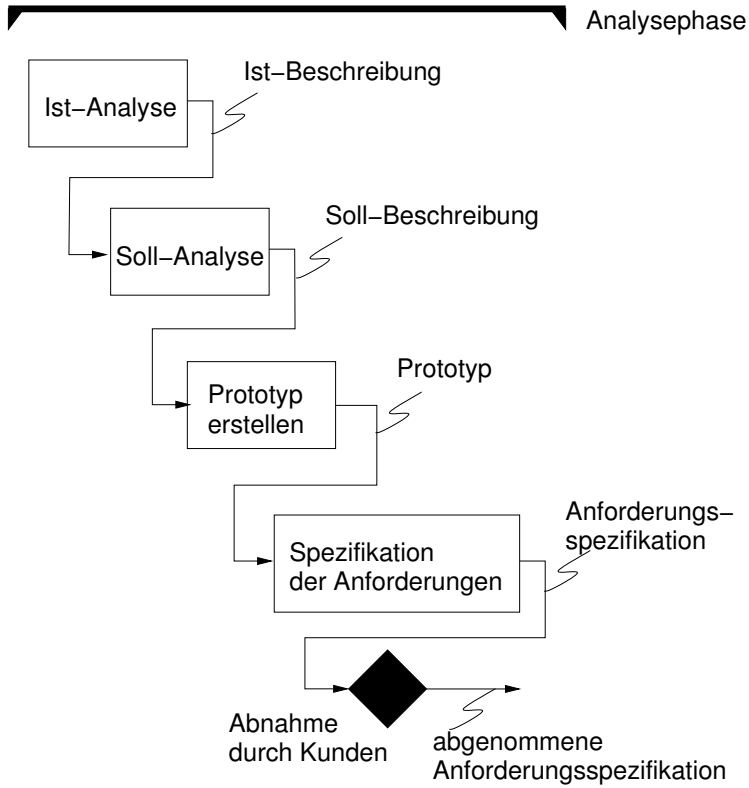 Analysephase
Ist–Beschreibung
Ist–Analyse
Soll–Beschreibung
Soll–Analyse
Prototyp
Prototyp
erstellen
Anforderungs–
spezifikation
Spezifikation
der Anforderungen
Abnahme
durch Kunden
abgenommene
Anforderungsspezifikation